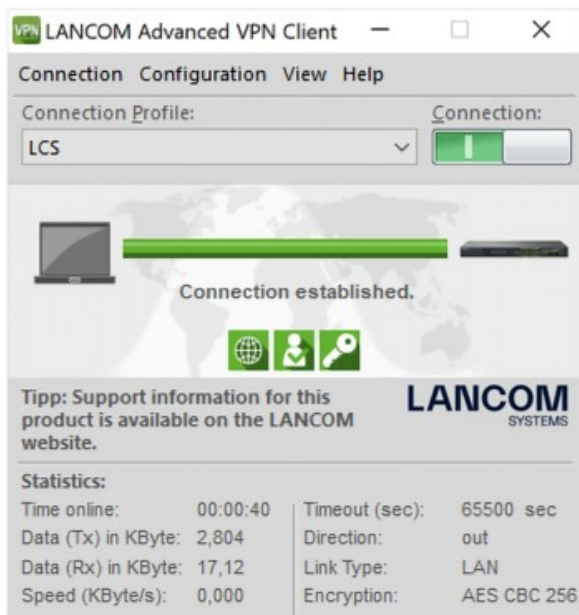 VPN LANCOM Advanced VPN Client
Connection Configuration View Help
Connection Profile: Connection:
LCS
Connection established.
Tipp: Support information for this
product is available on the LANCOM
website.
LANCOM
SYSTEMS
Statistics:
Time online: 00:00:40 Timeout (sec): 65500 sec
Data (Tx) in KByte: 2,804 Direction: out
Data (Rx) in KByte: 17,12 Link Type: LAN
Speed (KByte/s): 0,000 Encryption: AES CBC 256